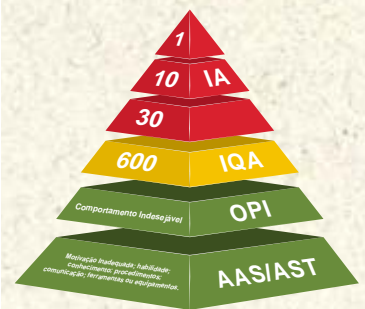 1
10 IA
30
600 IQA
Comportamento Indesejável OPI
Motivação Inadequada; habilidade;
conhecimento; procedimentos;
comunicação; ferramentas ou equipamentos.
AAS/AST